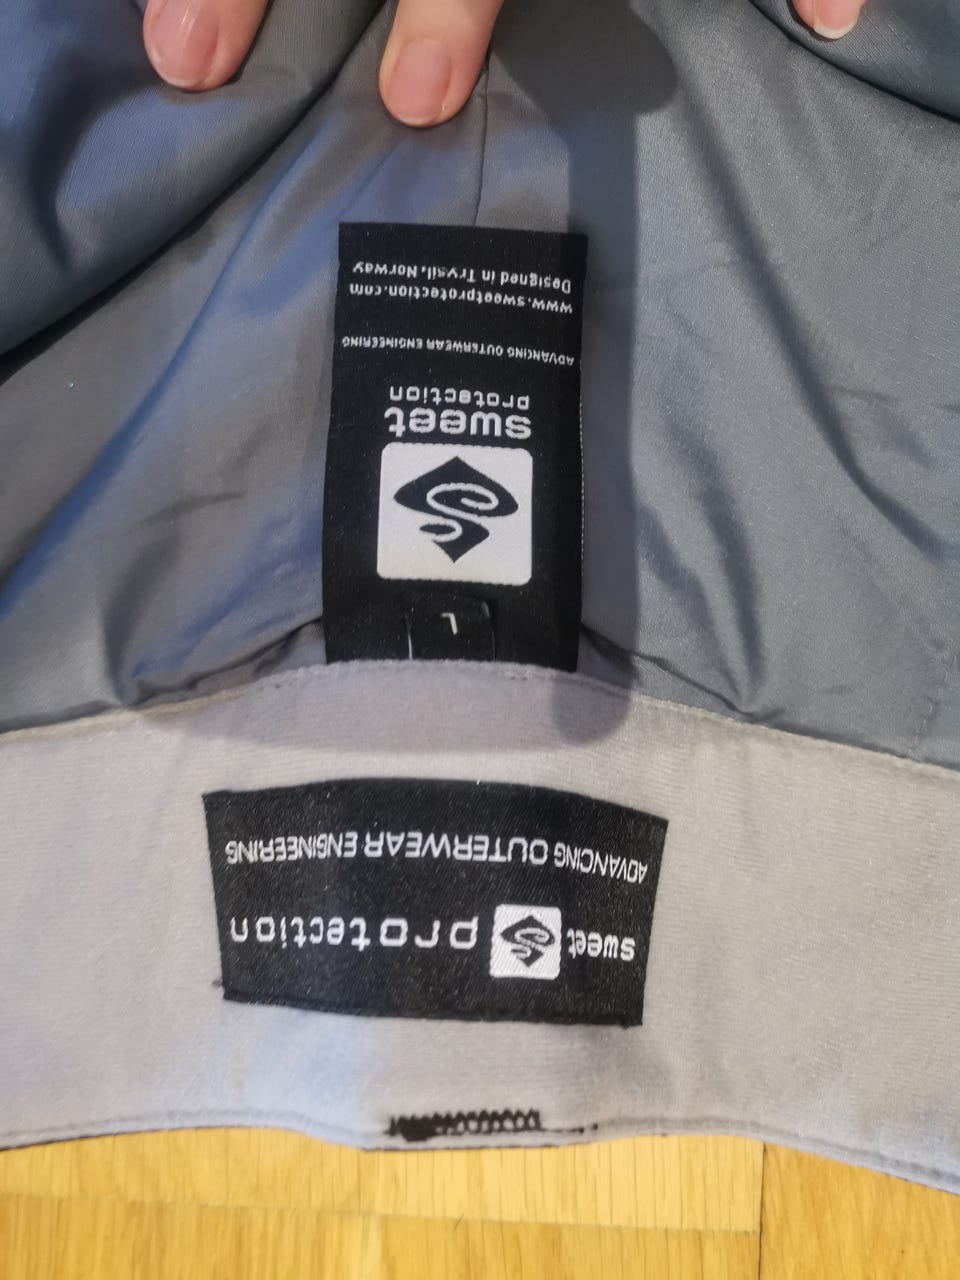 sweet protection
ADVANCING OUTERWEAR ENGINEERING
L
sweet
protection
ADVANCING OUTERWEAR ENGINEERING
www.sweetprotection.com
Designed in Trysil, Norway